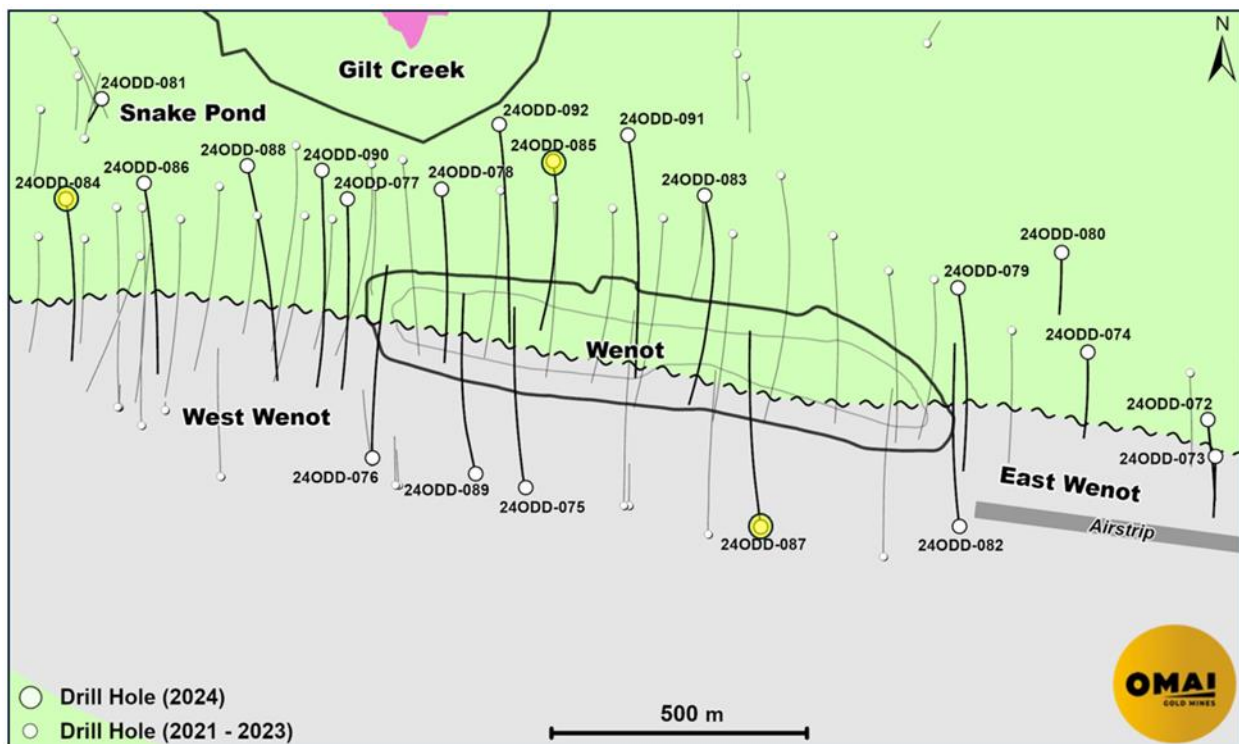 N
Gilt Creek
24ODD-081
Snake Pond
24ODD-092
24ODD-091
24ODD-088
24ODD-090
24ODD-085
24ODD-086
24ODD-078
24ODD-084
24ODD-077
24ODD-083
24ODD-080
24ODD-079
24ODD-074
Wenot
West Wenot
24ODD-072
24ODD-073
24ODD-076
24ODD-089
24ODD-075
East Wenot
Airstrip
24ODD-087
24ODD-082
Drill Hole (2024)
Drill Hole (2021 - 2023)
500 m
OMAI
GOLD MINES